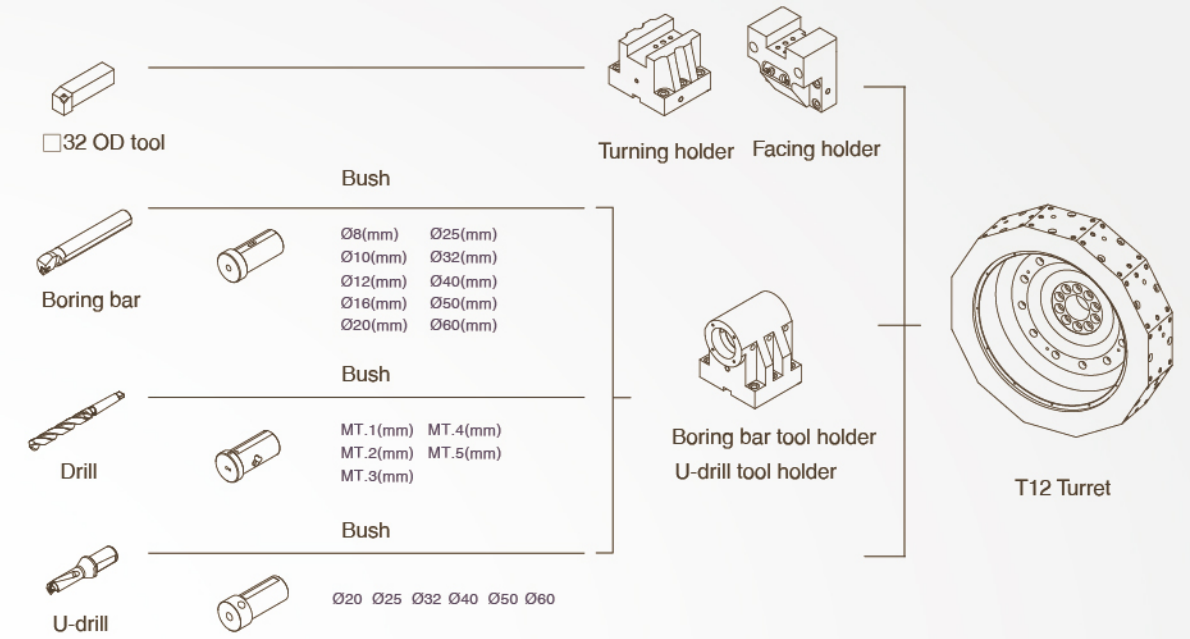 □32 OD tool
Turning holder
Facing holder
Bush
Boring bar
Ø8(mm) Ø25(mm)
Ø10(mm) Ø32(mm)
Ø12(mm) Ø40(mm)
Ø16(mm) Ø50(mm)
Ø20(mm) Ø60(mm)
Bush
Drill
MT.1(mm) MT.4(mm)
MT.2(mm) MT.5(mm)
MT.3(mm)
Boring bar tool holder
U-drill tool holder
T12 Turret
Bush
U-drill
Ø20 Ø25 Ø32 Ø40 Ø50 Ø60